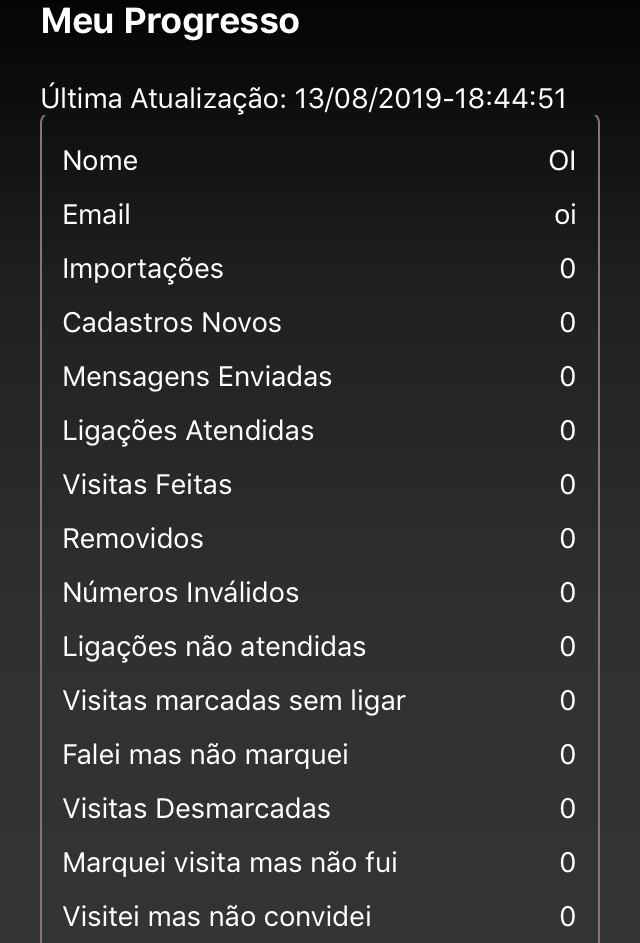 Meu Progresso
Última Atualização: 13/08/2019-18:44:51
Nome OI
Email oi
Importações 0
Cadastros Novos 0
Mensagens Enviadas 0
Ligações Atendidas 0
Visitas Feitas 0
Removidos 0
Números Inválidos 0
Ligações não atendidas 0
Visitas marcadas sem ligar 0
Falei mas não marquei 0
Visitas Desmarcadas 0
Marquei visita mas não fui 0
Visitei mas não convidei 0